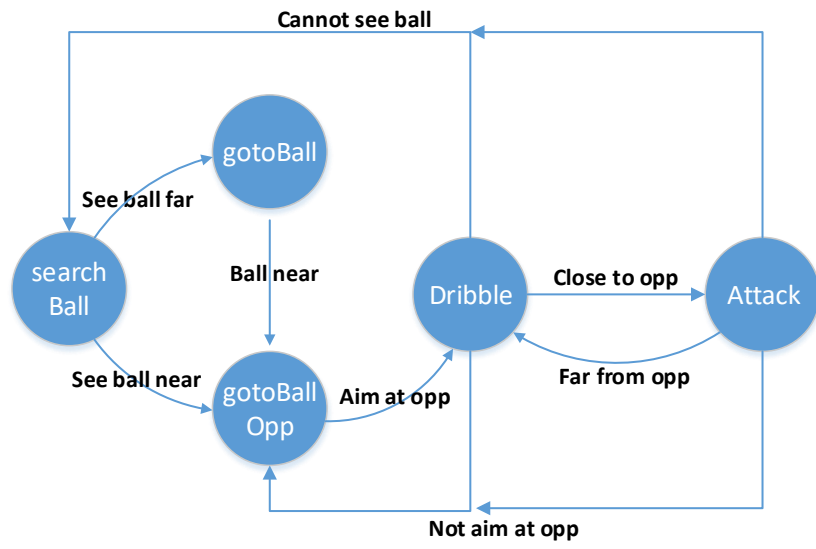 Cannot see ball
gotoBall
See ball far
search
Ball
Ball near
Dribble
Close to opp
Attack
See ball near
gotoBall
Opp
Aim at opp
Far from opp
Not aim at opp